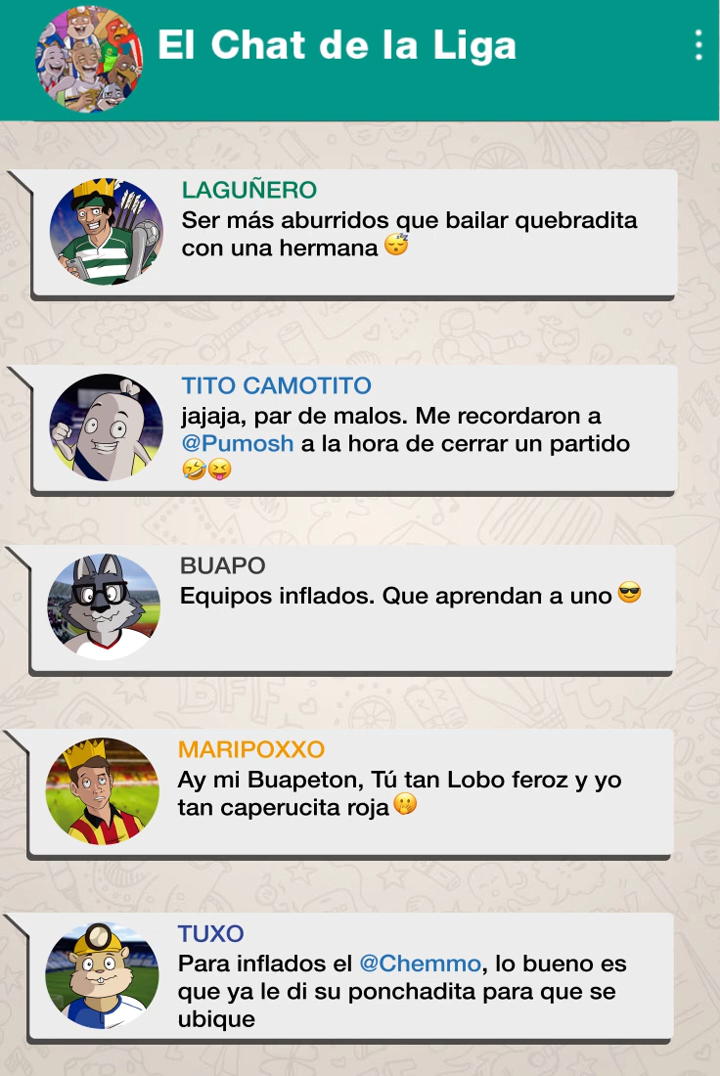 El Chat de la Liga
LAGUÑERO
Ser más aburridos que bailar quebradita
con una hermana 😴
TITO CAMOTITO
jajaja, par de malos. Me recordaron a
@Pumosh a la hora de cerrar un partido
🤣😝
BUAPO
Equipos inflados. Que aprendan a uno 😎
MARIPOXXO
Ay mi Buapeton, Tú tan Lobo feroz y yo
tan caperucita roja 🤭
TUXO
Para inflados el @Chemmo, lo bueno es
que ya le di su ponchadita para que se
ubique
BFF